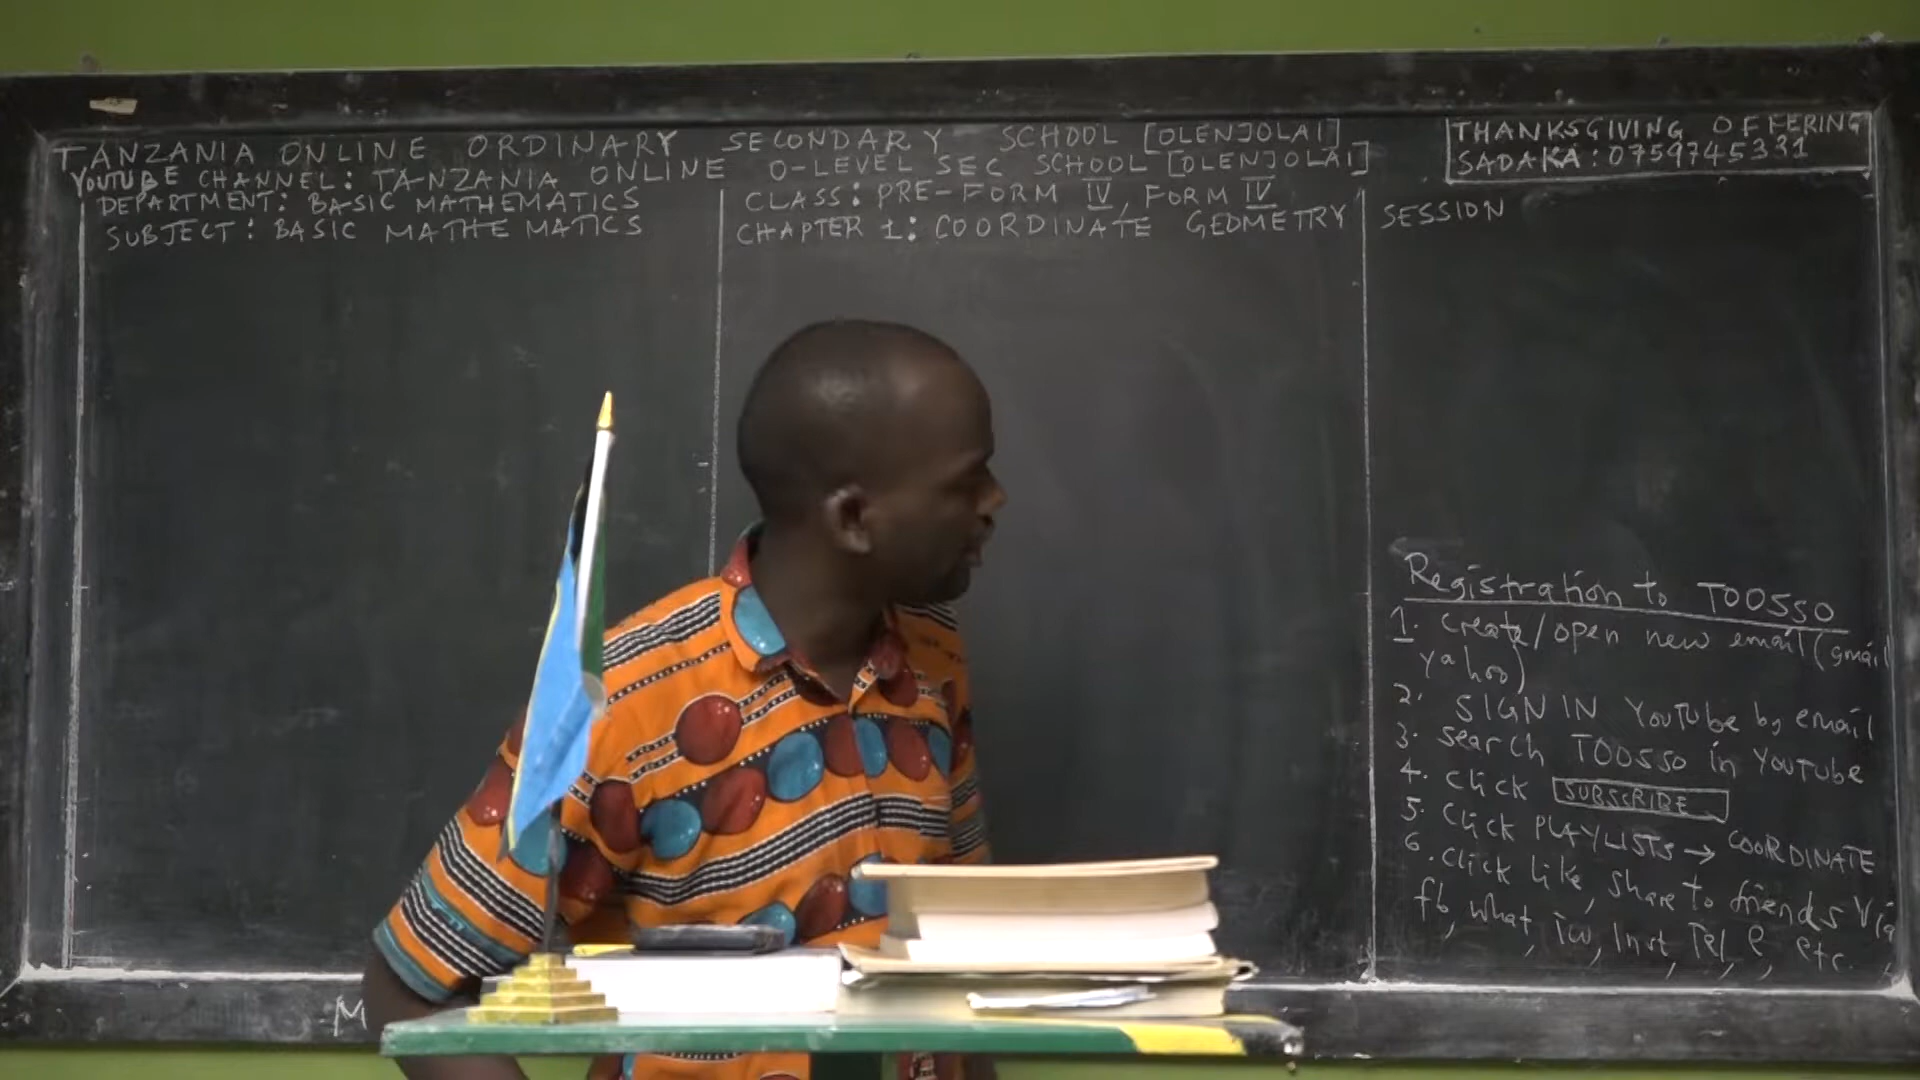 TANZANIA ONLINE ORDINARY SECONDARY SCHOOL [OLENJOLAI]
YOUTUBE CHANNEL: TANZANIA ONLINE O-LEVEL SEC SCHOOL [OLENJOLAI]
DEPARTMENT: BASIC MATHEMATICS
SUBJECT: BASIC MATHEMATICS
CLASS: PRE-FORM IV, FORM IV
CHAPTER 1: COORDINATE GEOMETRY
THANKSGIVING OFFERING
SADAKA: 0759745331
SESSION
Registration to TOOSSO
1. Create/open new email (gmail
yahoo)
2. SIGN IN YouTube by email
3. Search TOOSSO in YouTube
4. Click SUBSCRIBE
5. Click PLAYLISTS → COORDINATE
6. Click like, share to friends via
fb, what, Tw, Inst, Tel, e, etc.
M